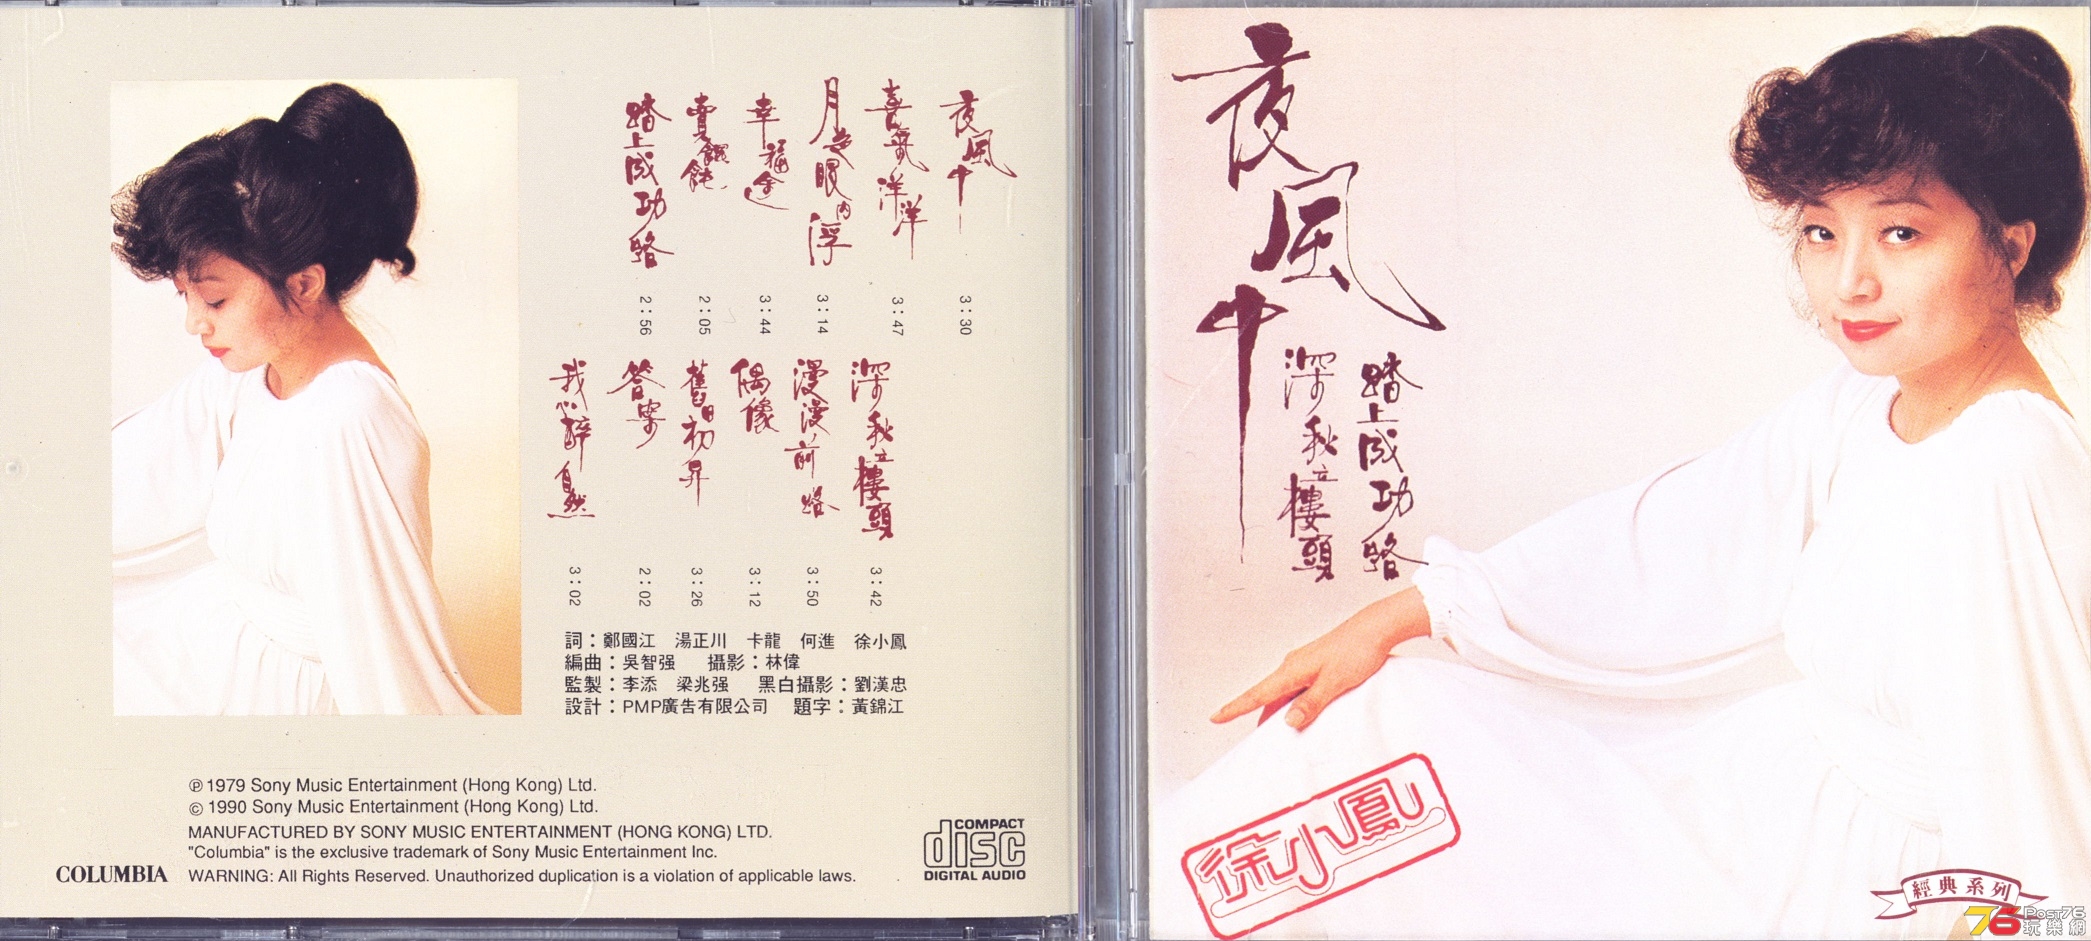 夜風中
3:30
喜氣洋洋
3:47
月色眼內浮
3:14
幸福途
3:44
賣餛飩
2:05
踏上成功路
2:56
深秋立樓頭
3:42
漫漫前路
3:50
偶像
3:12
舊日初昇
3:26
答案
2:02
我心醉自然
3:02
詞：鄭國江　湯正川　卡龍　何進　徐小鳳
編曲：吳智强　攝影：林偉
監製：李添　梁兆强　黑白攝影：劉漢忠
設計：PMP廣告有限公司　題字：黃錦江
℗ 1979 Sony Music Entertainment (Hong Kong) Ltd.
© 1990 Sony Music Entertainment (Hong Kong) Ltd.
MANUFACTURED BY SONY MUSIC ENTERTAINMENT (HONG KONG) LTD.
"Columbia" is the exclusive trademark of Sony Music Entertainment Inc.
COLUMBIA
WARNING: All Rights Reserved. Unauthorized duplication is a violation of applicable laws.
COMPACT
disc
DIGITAL AUDIO
夜風中
踏上成功路
深秋立樓頭
徐小鳳
經典系列
76
Post76
玩樂網